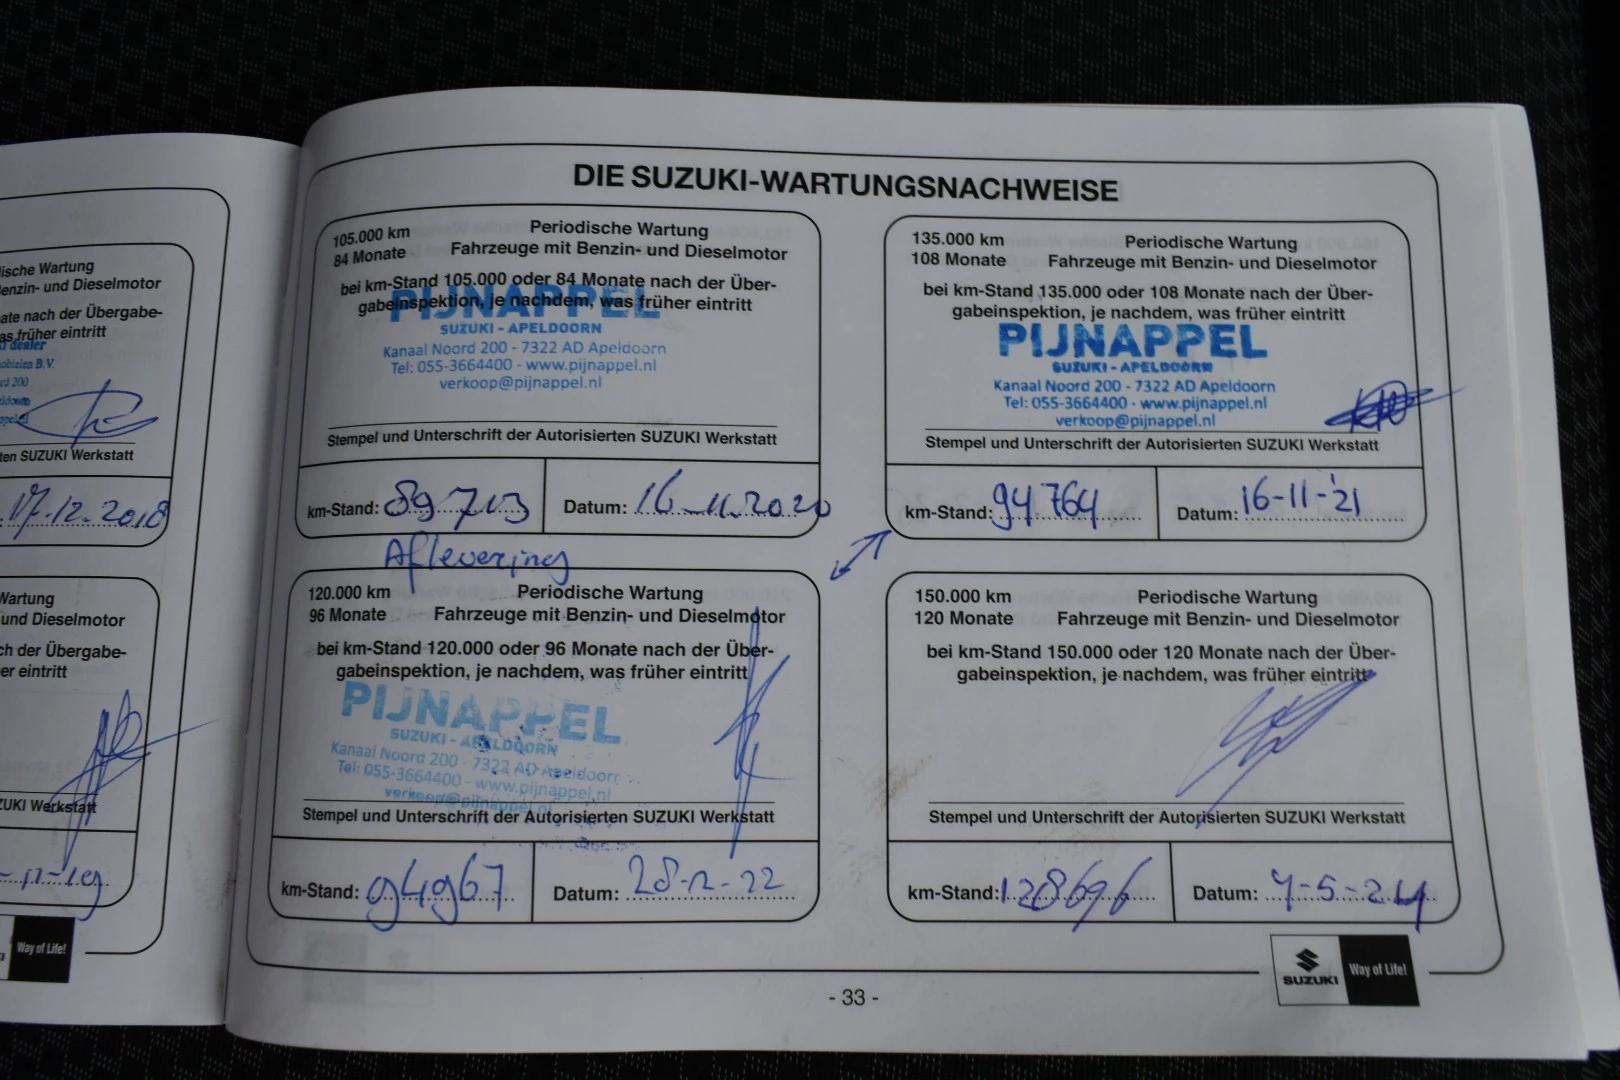 ische Wartung
enzin- und Dieselmotor
ate nach der Übergabe-
as früher eintritt
dealer
obielen B.V.
rd 200
ten SUZUKI Werkstatt
17-12-2018
Wartung
und Dieselmotor
ch der Übergabe-
er eintritt
ZUKI Werkstatt
Way of Life!
DIE SUZUKI-WARTUNGSNACHWEISE
105.000 km Periodische Wartung
84 Monate Fahrzeuge mit Benzin- und Dieselmotor
bei km-Stand 105.000 oder 84 Monate nach der Über-
gabeinspektion, je nachdem, was früher eintritt
PIJNAPPEL
SUZUKI - APELDOORN
Kanaal Noord 200 - 7322 AD Apeldoorn
Tel: 055-3664400 - www.pijnappel.nl
verkoop@pijnappel.nl
Stempel und Unterschrift der Autorisierten SUZUKI Werkstatt
km-Stand: 89713 Datum: 16-11-2020
Aflevering
135.000 km Periodische Wartung
108 Monate Fahrzeuge mit Benzin- und Dieselmotor
bei km-Stand 135.000 oder 108 Monate nach der Über-
gabeinspektion, je nachdem, was früher eintritt
PIJNAPPEL
SUZUKI - APELDOORN
Kanaal Noord 200 - 7322 AD Apeldoorn
Tel: 055-3664400 - www.pijnappel.nl
verkoop@pijnappel.nl
Stempel und Unterschrift der Autorisierten SUZUKI Werkstatt
km-Stand: 94764 Datum: 16-11-'21
120.000 km Periodische Wartung
96 Monate Fahrzeuge mit Benzin- und Dieselmotor
bei km-Stand 120.000 oder 96 Monate nach der Über-
gabeinspektion, je nachdem, was früher eintritt
PIJNAPPEL
SUZUKI - APELDOORN
Kanaal Noord 200 - 7322 AD Apeldoorn
Tel: 055-3664400 - www.pijnappel.nl
verkoop@pijnappel.nl
Stempel und Unterschrift der Autorisierten SUZUKI Werkstatt
km-Stand: 94967 Datum: 28-12-22
150.000 km Periodische Wartung
120 Monate Fahrzeuge mit Benzin- und Dieselmotor
bei km-Stand 150.000 oder 120 Monate nach der Über-
gabeinspektion, je nachdem, was früher eintritt
Stempel und Unterschrift der Autorisierten SUZUKI Werkstatt
km-Stand: 128696 Datum: 7-5-24
SUZUKI Way of Life!
- 33 -